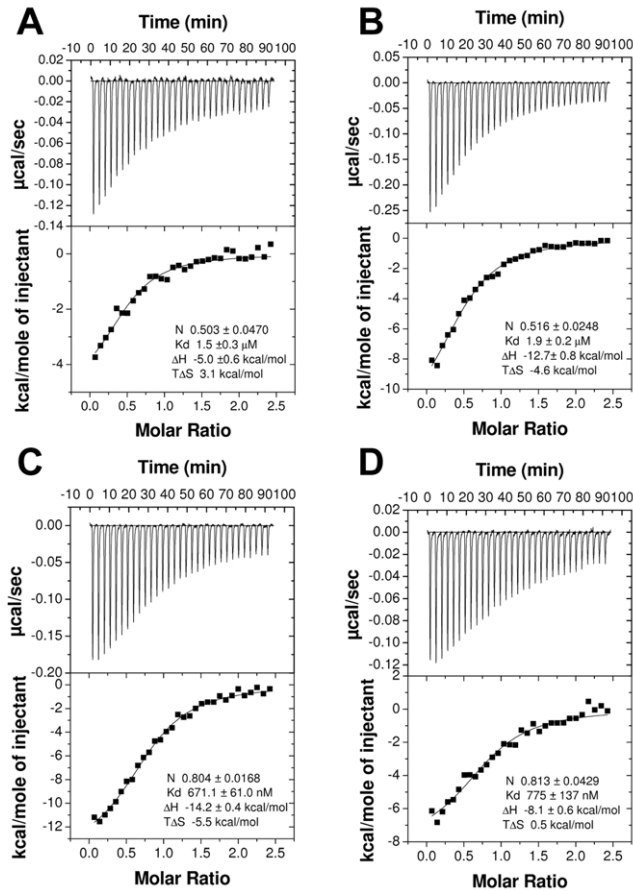 A
Time (min)
-10 0 10 20 30 40 50 60 70 80 90 100
0.02
0.00
-0.02
-0.04
-0.06
-0.08
-0.10
-0.12
-0.14
µcal/sec
0
-2
-4
kcal/mole of injectant
N 0.503 ± 0.0470
Kd 1.5 ±0.3 µM
ΔH -5.0 ±0.6 kcal/mol
TΔS 3.1 kcal/mol
0.0 0.5 1.0 1.5 2.0 2.5
Molar Ratio
B
Time (min)
-10 0 10 20 30 40 50 60 70 80 90 100
0.05
0.00
-0.05
-0.10
-0.15
-0.20
-0.25
µcal/sec
0
-2
-4
-6
-8
-10
kcal/mole of injectant
N 0.516 ± 0.0248
Kd 1.9 ± 0.2 µM
ΔH -12.7± 0.8 kcal/mol
TΔS -4.6 kcal/mol
0.0 0.5 1.0 1.5 2.0 2.5
Molar Ratio
C
Time (min)
-10 0 10 20 30 40 50 60 70 80 90 100
0.00
-0.05
-0.10
-0.15
-0.20
µcal/sec
0
-2
-4
-6
-8
-10
-12
kcal/mole of injectant
N 0.804 ± 0.0168
Kd 671.1 ± 61.0 nM
ΔH -14.2 ± 0.4 kcal/mol
TΔS -5.5 kcal/mol
0.0 0.5 1.0 1.5 2.0 2.5
Molar Ratio
D
Time (min)
-10 0 10 20 30 40 50 60 70 80 90 100
0.02
0.00
-0.02
-0.04
-0.06
-0.08
-0.10
-0.12
µcal/sec
2
0
-2
-4
-6
-8
kcal/mole of injectant
N 0.813 ± 0.0429
Kd 775 ± 137 nM
ΔH -8.1 ± 0.6 kcal/mol
TΔS 0.5 kcal/mol
0.0 0.5 1.0 1.5 2.0 2.5
Molar Ratio